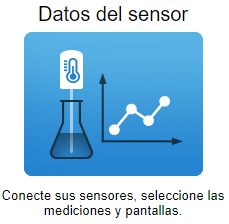 Datos del sensor
Conecte sus sensores, seleccione las
mediciones y pantallas.